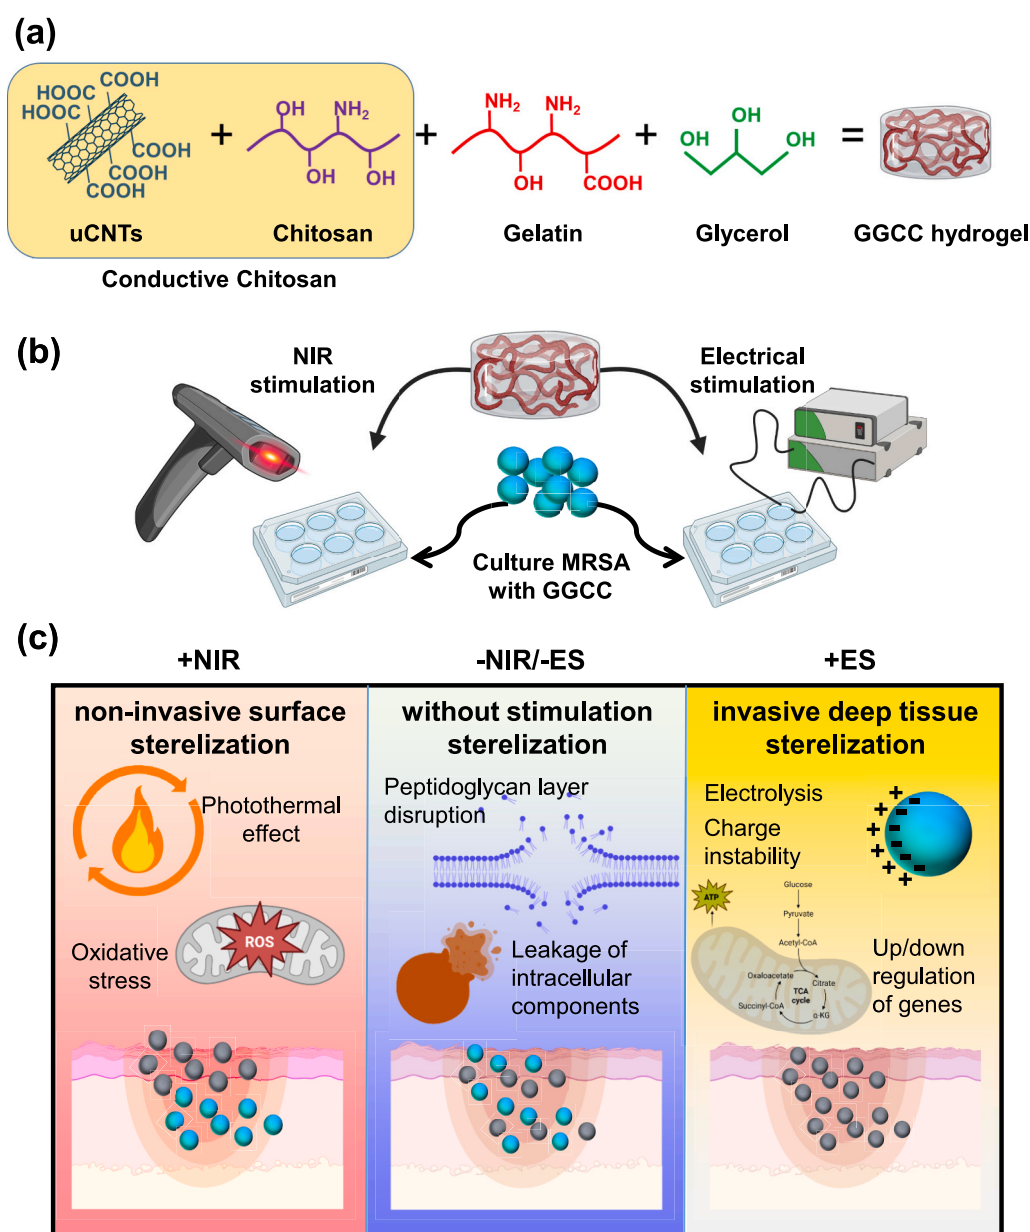 (a)
COOH
HOOC
HOOC
COOH
COOH
COOH
COOH
COOH
uCNTs
+
OH
NH2
OH
OH
Chitosan
Conductive Chitosan
+
NH2
NH2
OH
COOH
Gelatin
+
OH
OH
OH
Glycerol
=
GGCC hydrogel
(b)
NIR
stimulation
Electrical
stimulation
Culture MRSA
with GGCC
(c)
+NIR
-NIR/-ES
+ES
non-invasive surface
sterelization
Photothermal
effect
Oxidative
stress
ROS
without stimulation
sterelization
Peptidoglycan layer
disruption
Leakage of
intracellular
components
invasive deep tissue
sterelization
Electrolysis
Charge
instability
ATP
Glucose
Pyruvate
Acetyl-CoA
Oxaloacetate
Citrate
TCA
cycle
Succinyl-CoA
α-KG
Up/down
regulation
of genes